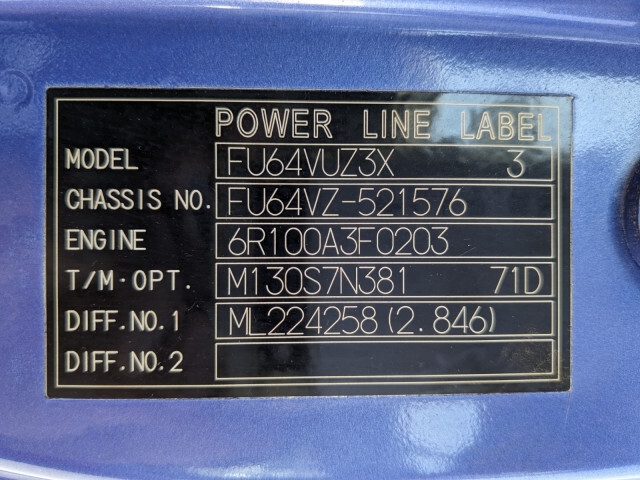 POWER LINE LABEL
MODEL FU64VUZ3X 3
CHASSIS NO. FU64VZ-521576
ENGINE 6R100A3F0203
T/M·OPT. M130S7N381 71D
DIFF.NO.1 ML224258(2.846)
DIFF.NO.2